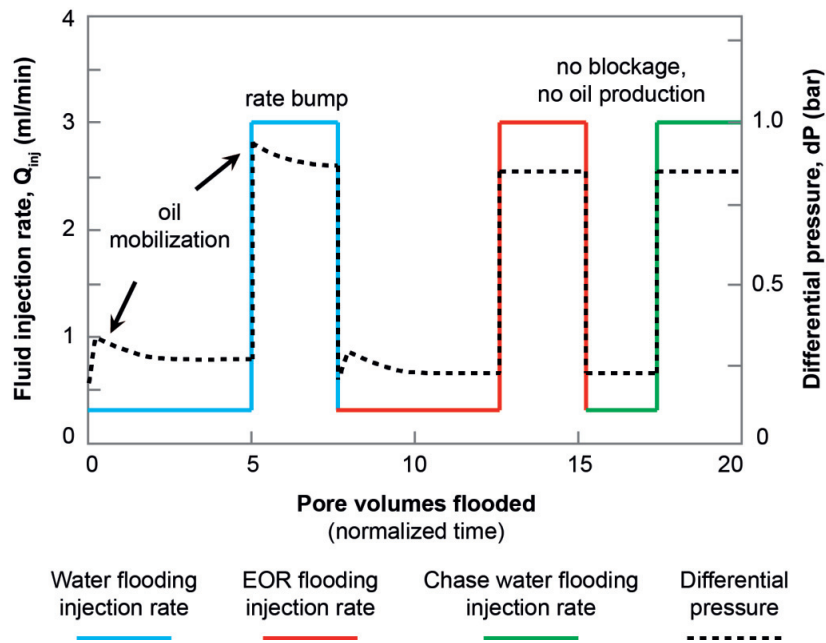 Fluid injection rate, Qinj (ml/min)
4
3
2
1
0
rate bump
oil
mobilization
no blockage,
no oil production
1.0
0.5
0
Differential pressure, dP (bar)
0 5 10 15 20
Pore volumes flooded
(normalized time)
Water flooding
injection rate
EOR flooding
injection rate
Chase water flooding
injection rate
Differential
pressure